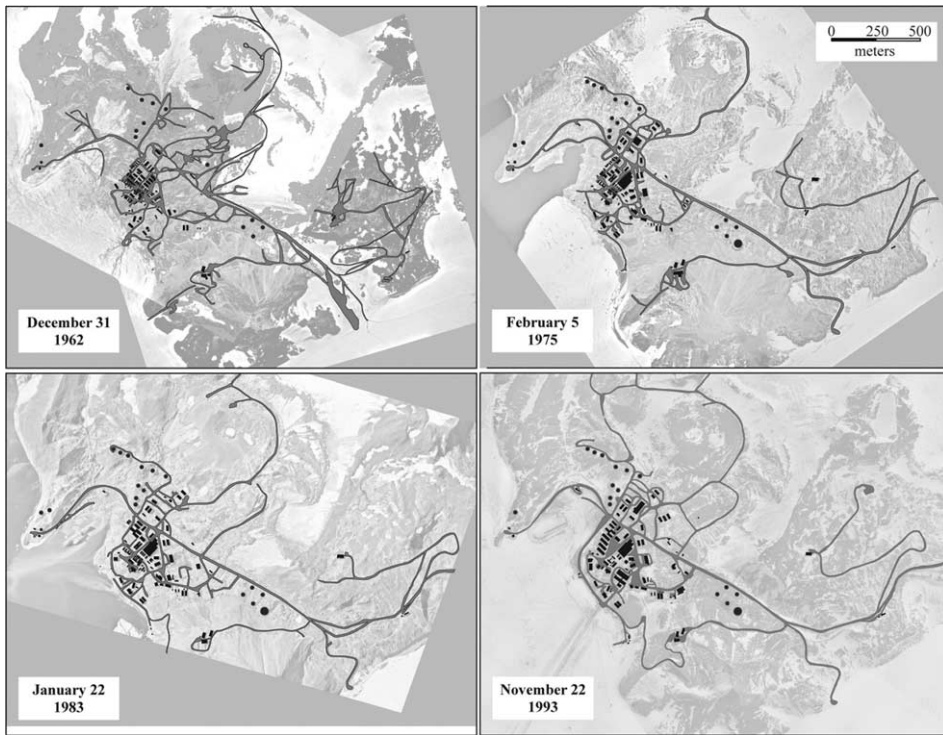 0 250 500
meters
December 31
1962
February 5
1975
January 22
1983
November 22
1993